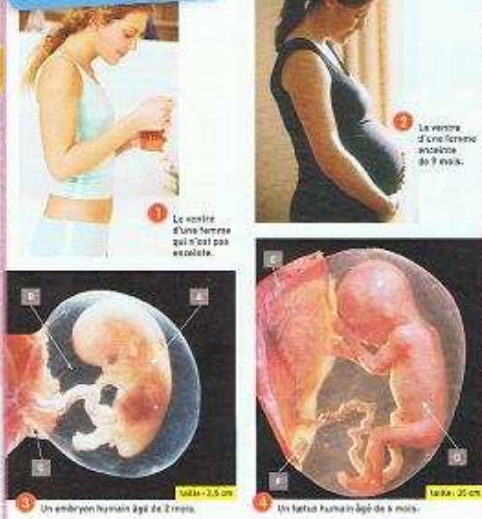 1
Le ventre
d'une femme
qui n'est pas
enceinte.
2
Le ventre
d'une femme
enceinte
de 9 mois.
B
A
C
taille : 3,5 cm
3 Un embryon humain âgé de 2 mois.
E
F
D
taille : 35 cm
4 Un fœtus humain âgé de 6 mois.